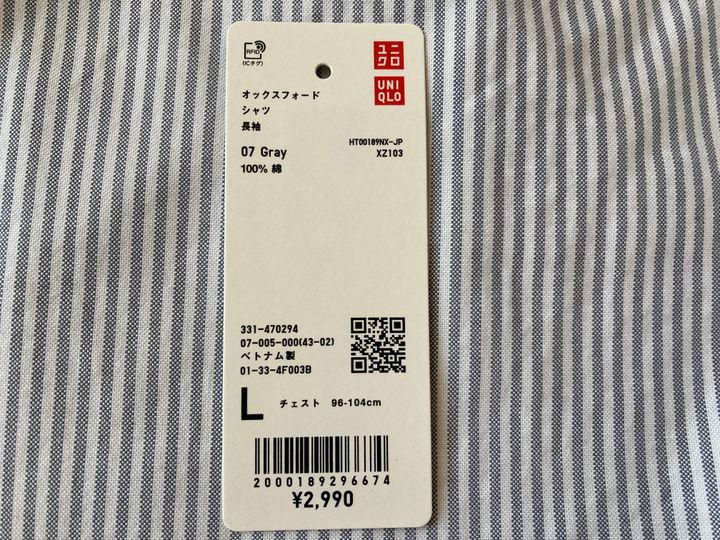 RFID
(ICタグ)
ユニ
クロ
UNI
QLO
オックスフォード
シャツ
長袖
HT00189NX-JP
07 Gray
XZ103
100% 綿
331-470294
07-005-000(43-02)
ベトナム製
01-33-4F003B
L チェスト 96-104cm
2000189296674
¥2,990